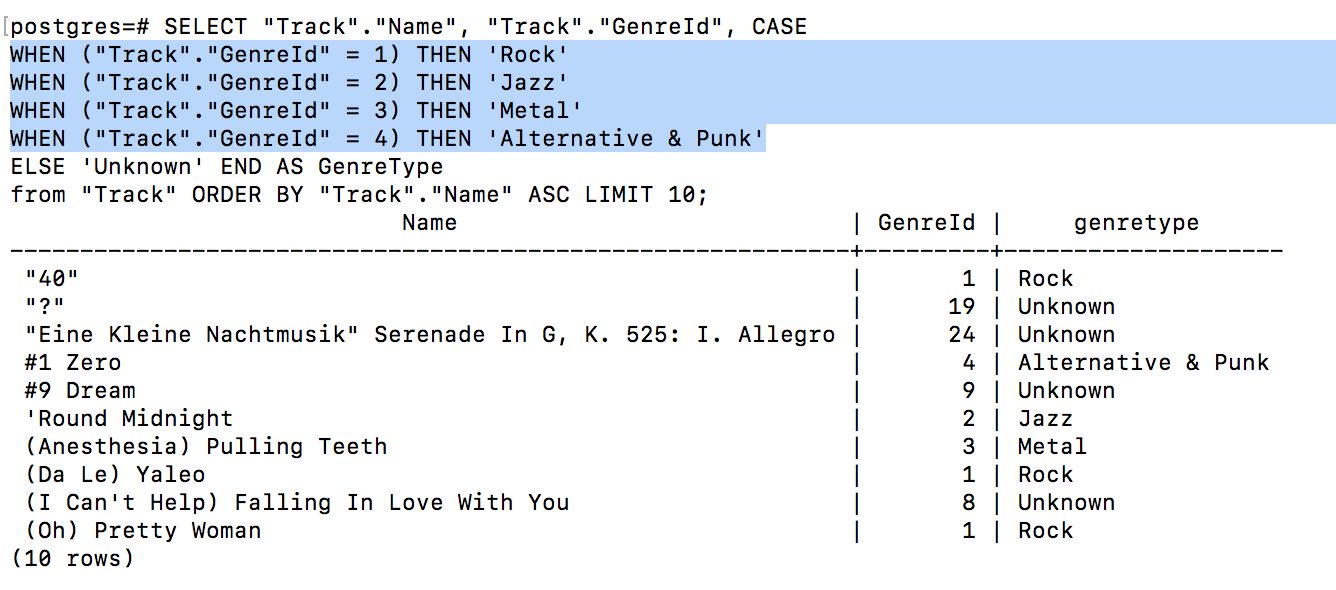 postgres=# SELECT "Track"."Name", "Track"."GenreId", CASE
WHEN ("Track"."GenreId" = 1) THEN 'Rock'
WHEN ("Track"."GenreId" = 2) THEN 'Jazz'
WHEN ("Track"."GenreId" = 3) THEN 'Metal'
WHEN ("Track"."GenreId" = 4) THEN 'Alternative & Punk'
ELSE 'Unknown' END AS GenreType
from "Track" ORDER BY "Track"."Name" ASC LIMIT 10;
                            Name                            | GenreId |     genretype
------------------------------------------------------------+---------+--------------------
 "40"                                                       |       1 | Rock
 "?"                                                        |      19 | Unknown
 "Eine Kleine Nachtmusik" Serenade In G, K. 525: I. Allegro |      24 | Unknown
 #1 Zero                                                    |       4 | Alternative & Punk
 #9 Dream                                                   |       9 | Unknown
 'Round Midnight                                            |       2 | Jazz
 (Anesthesia) Pulling Teeth                                 |       3 | Metal
 (Da Le) Yaleo                                              |       1 | Rock
 (I Can't Help) Falling In Love With You                    |       8 | Unknown
 (Oh) Pretty Woman                                          |       1 | Rock
(10 rows)